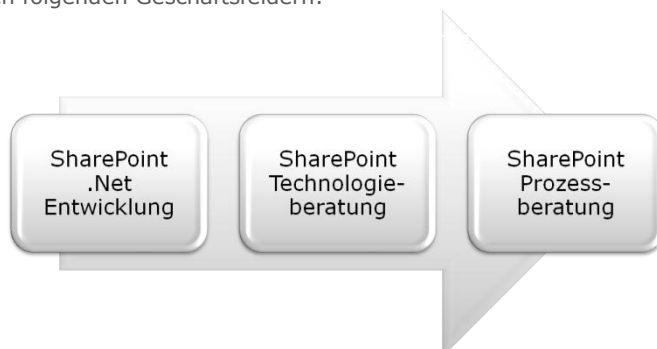 folgenden Geschäftsfeldern:
SharePoint
.Net
Entwicklung
SharePoint
Technologie-
beratung
SharePoint
Prozess-
beratung